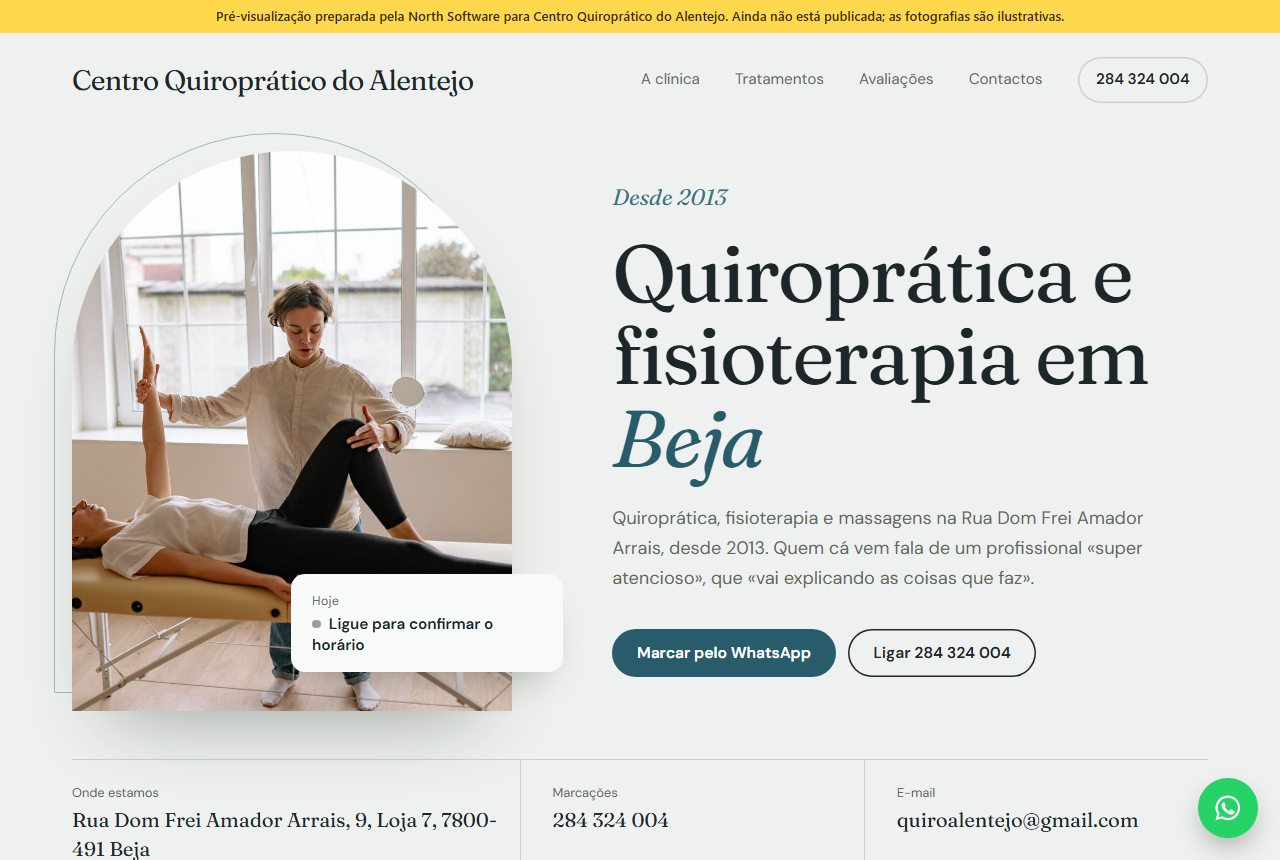 Pré-visualização preparada pela North Software para Centro Quiroprático do Alentejo. Ainda não está publicada; as fotografias são ilustrativas.
Centro Quiroprático do Alentejo
A clínica
Tratamentos
Avaliações
Contactos
284 324 004
Desde 2013
Quiroprática e
fisioterapia em
Beja
Quiroprática, fisioterapia e massagens na Rua Dom Frei Amador
Arrais, desde 2013. Quem cá vem fala de um profissional «super
atencioso», que «vai explicando as coisas que faz».
Hoje
Ligue para confirmar o
horário
Marcar pelo WhatsApp
Ligar 284 324 004
Onde estamos
Rua Dom Frei Amador Arrais, 9, Loja 7, 7800-
491 Beja
Marcações
284 324 004
E-mail
quiroalentejo@gmail.com